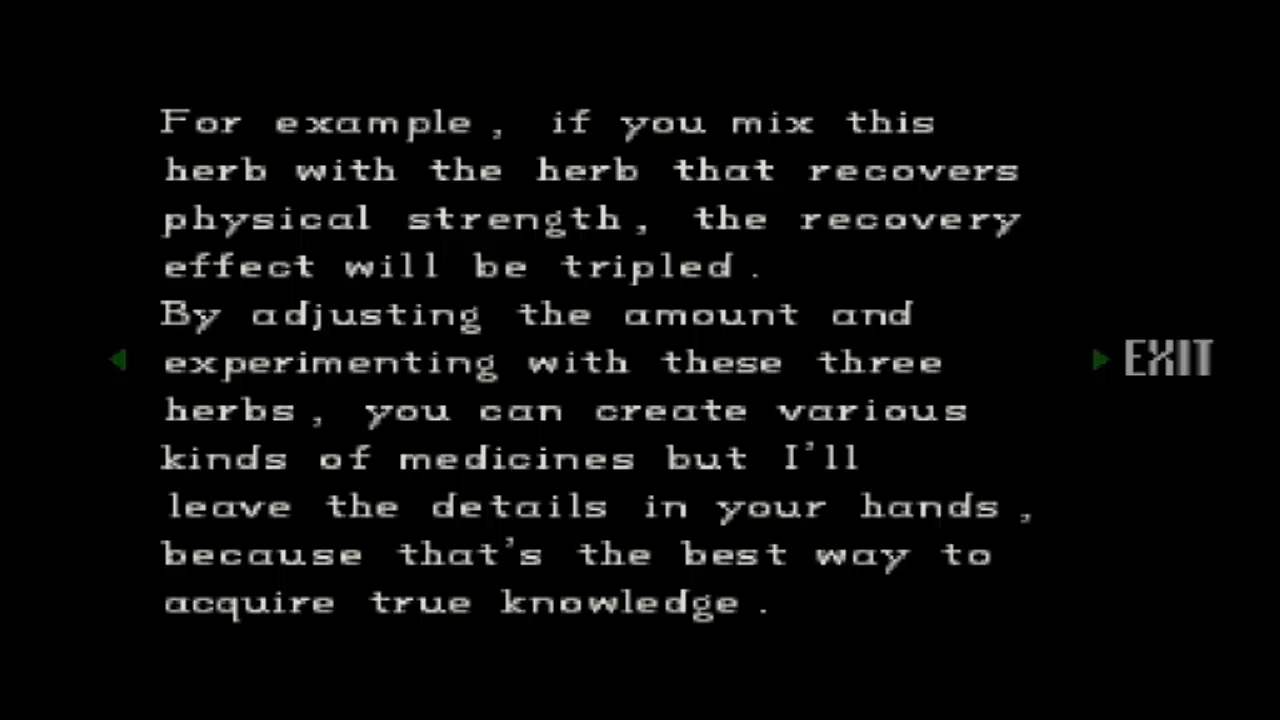 For example, if you mix this
herb with the herb that recovers
physical strength, the recovery
effect will be tripled.
By adjusting the amount and
experimenting with these three
herbs, you can create various
kinds of medicines but I'll
leave the details in your hands,
because that's the best way to
acquire true knowledge.
EXIT